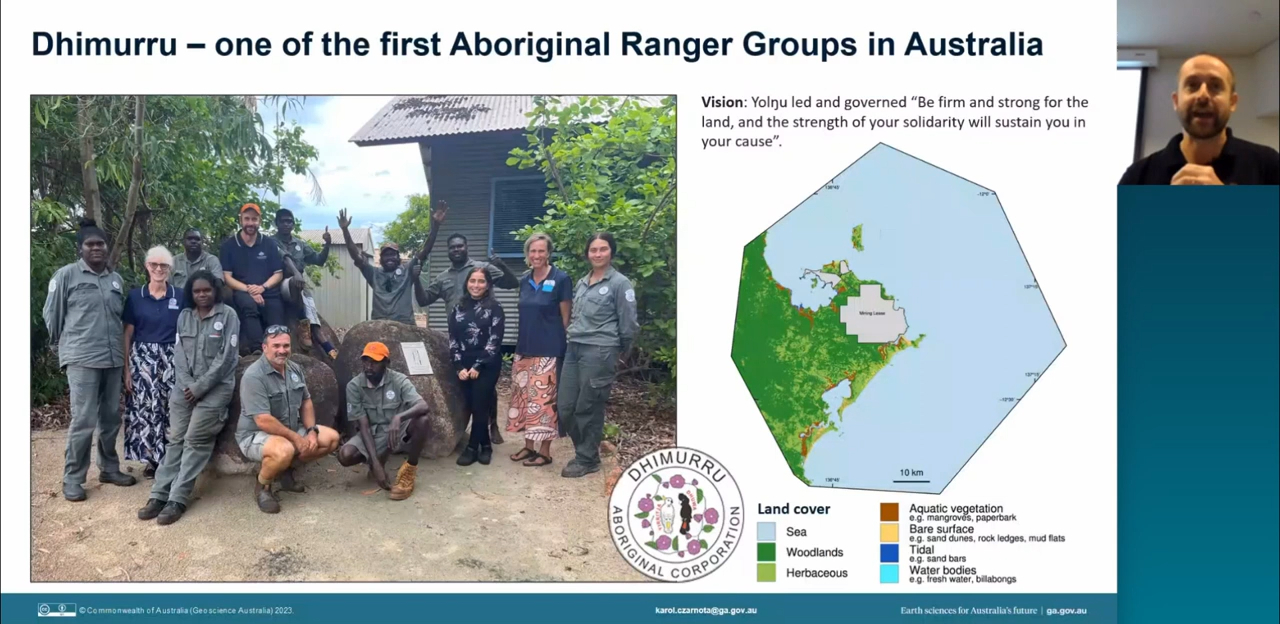 Dhimurru – one of the first Aboriginal Ranger Groups in Australia
Vision: Yolŋu led and governed “Be firm and strong for the
land, and the strength of your solidarity will sustain you in
your cause”.
Mining Lease
10 km
DHIMURRU
ABORIGINAL CORPORATION
Land cover
Sea
Woodlands
Herbaceous
Aquatic vegetation
e.g. mangroves, paperbark
Bare surface
e.g. sand dunes, rock ledges, mud flats
Tidal
e.g. sand bars
Water bodies
e.g. fresh water, billabongs
© Commonwealth of Australia (Geoscience Australia) 2023.
karol.czarnota@ga.gov.au
Earth sciences for Australia’s future | ga.gov.au